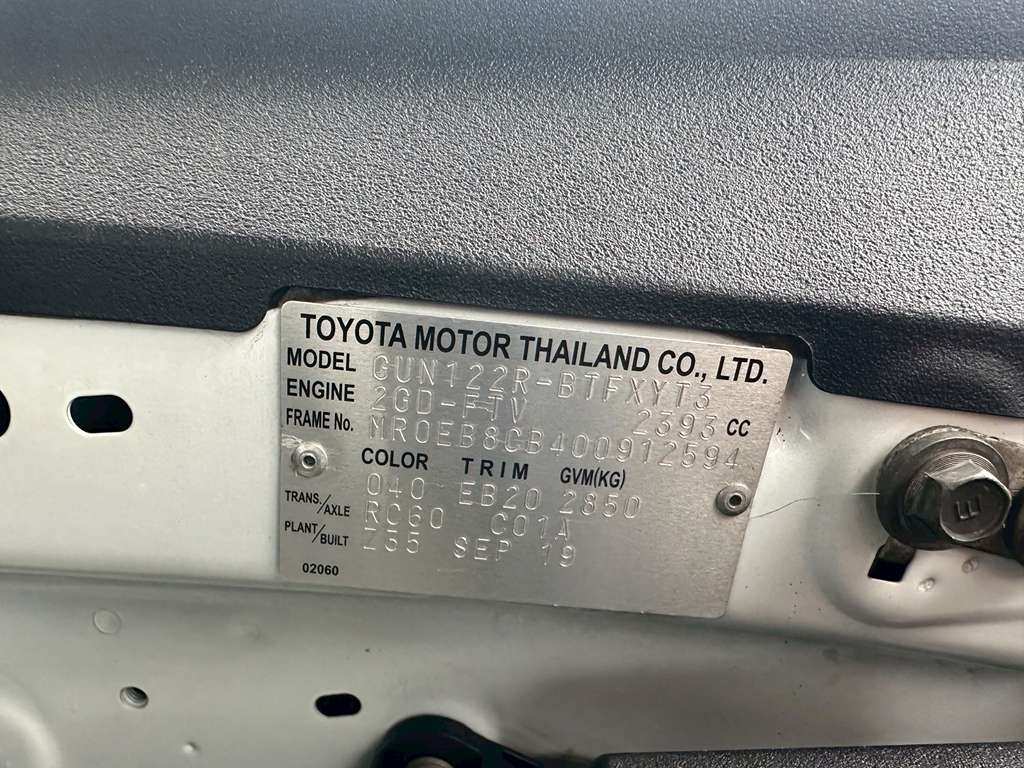 TOYOTA MOTOR THAILAND CO., LTD.
MODEL GUN122R-BTFXYT3
ENGINE 2GD-FTV 2393 CC
FRAME No. MR0EB8CB400912594
COLOR TRIM GVM(KG)
040 EB20 2850
TRANS./AXLE RC60 C01A
PLANT/BUILT Z35 SEP 19
02060
E